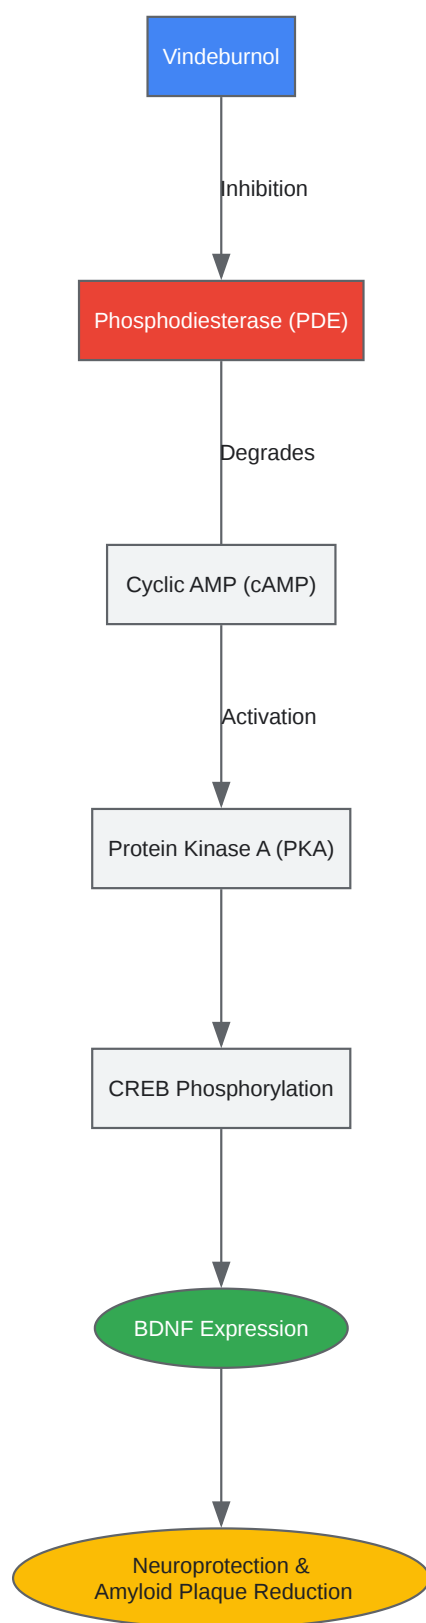 Vindeburnol
Inhibition
Phosphodiesterase (PDE)
Degrades
Cyclic AMP (cAMP)
Activation
Protein Kinase A (PKA)
CREB Phosphorylation
BDNF Expression
Neuroprotection &
Amyloid Plaque Reduction